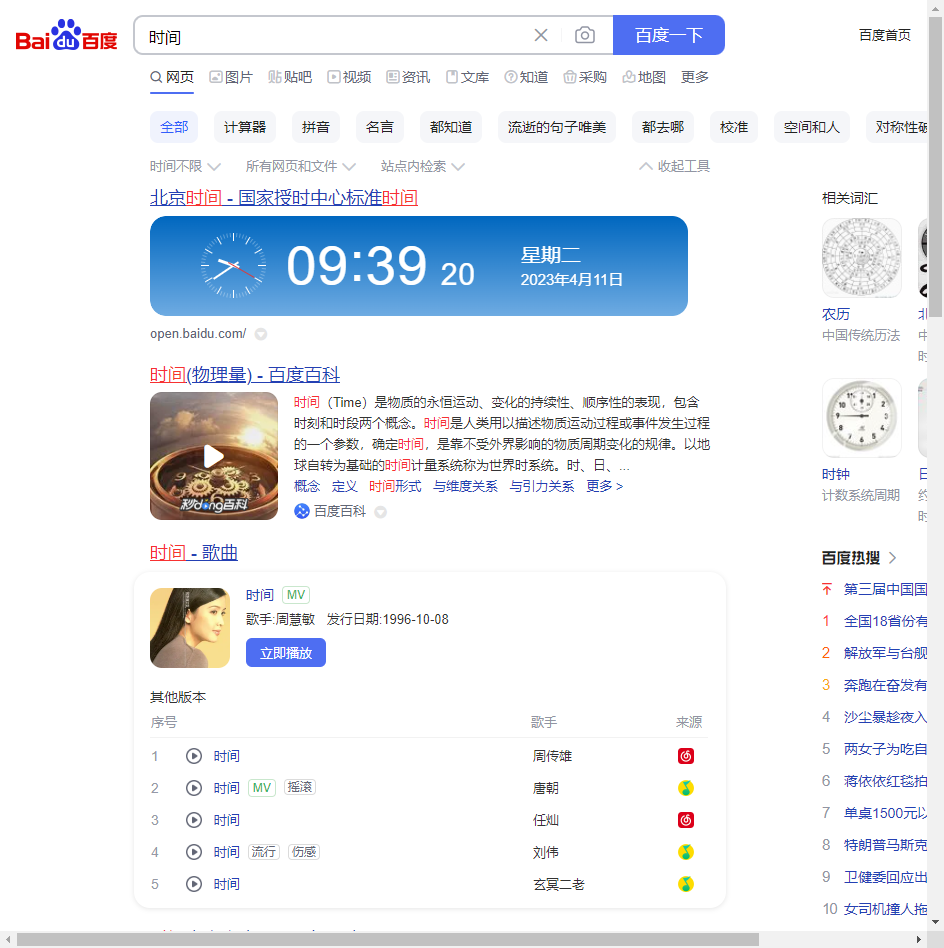 Bai du 百度
时间
百度一下
百度首页
网页 图片 贴吧 视频 资讯 文库 知道 采购 地图 更多
全部 计算器 拼音 名言 都知道 流逝的句子唯美 都去哪 校准 空间和人 对称性破
时间不限 所有网页和文件 站点内检索 收起工具
北京时间 - 国家授时中心标准时间
09:39 20
星期二
2023年4月11日
open.baidu.com/
时间(物理量) - 百度百科
时间（Time）是物质的永恒运动、变化的持续性、顺序性的表现，包含
时刻和时段两个概念。时间是人类用以描述物质运动过程或事件发生过程
的一个参数，确定时间，是靠不受外界影响的物质周期变化的规律。以地
球自转为基础的时间计量系统称为世界时系统。时、日、...
概念 定义 时间形式 与维度关系 与引力关系 更多 >
秒dong百科
百度百科
时间 - 歌曲
时间 MV
歌手:周慧敏 发行日期:1996-10-08
立即播放
其他版本
序号 歌手 来源
1 时间 周传雄
2 时间 MV 摇滚 唐朝
3 时间 任灿
4 时间 流行 伤感 刘伟
5 时间 玄冥二老
相关词汇
农历
中国传统历法
时钟
计数系统周期
百度热搜
第三届中国国
1 全国18省份有
2 解放军与台舰
3 奔跑在奋发有
4 沙尘暴趁夜入
5 两女子为吃自
6 蒋依依红毯拍
7 单桌1500元以
8 特朗普马斯克
9 卫健委回应出
10 女司机撞人拖